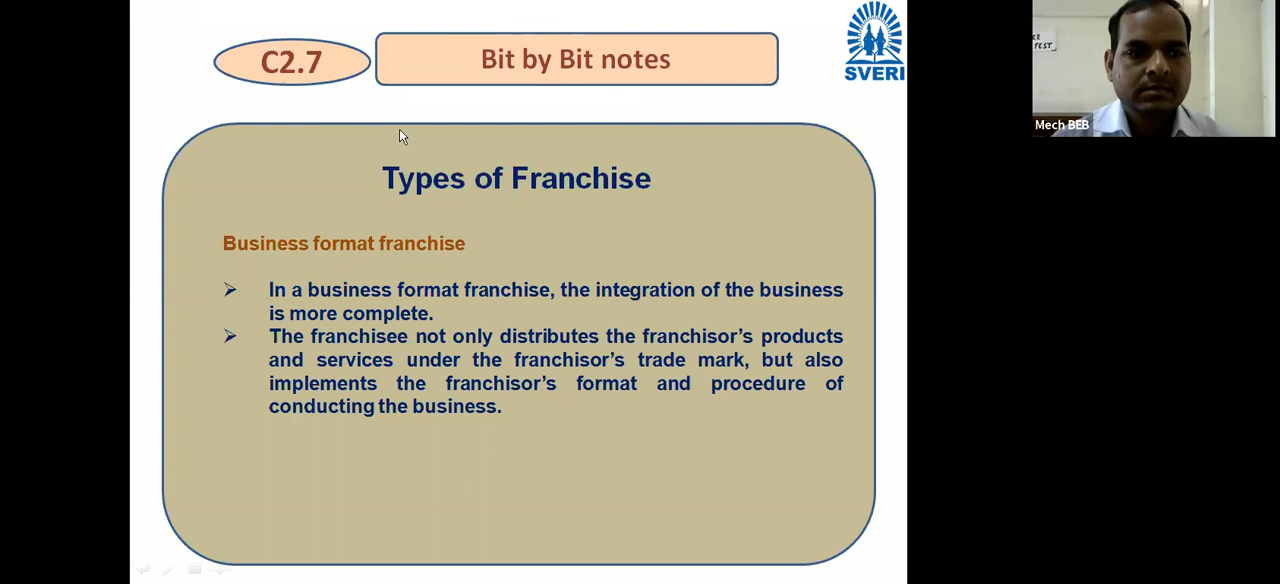 C2.7
Bit by Bit notes
SVERI
FEST
Mech BEB
Types of Franchise
Business format franchise
➢ In a business format franchise, the integration of the business
is more complete.
➢ The franchisee not only distributes the franchisor's products
and services under the franchisor's trade mark, but also
implements the franchisor's format and procedure of
conducting the business.